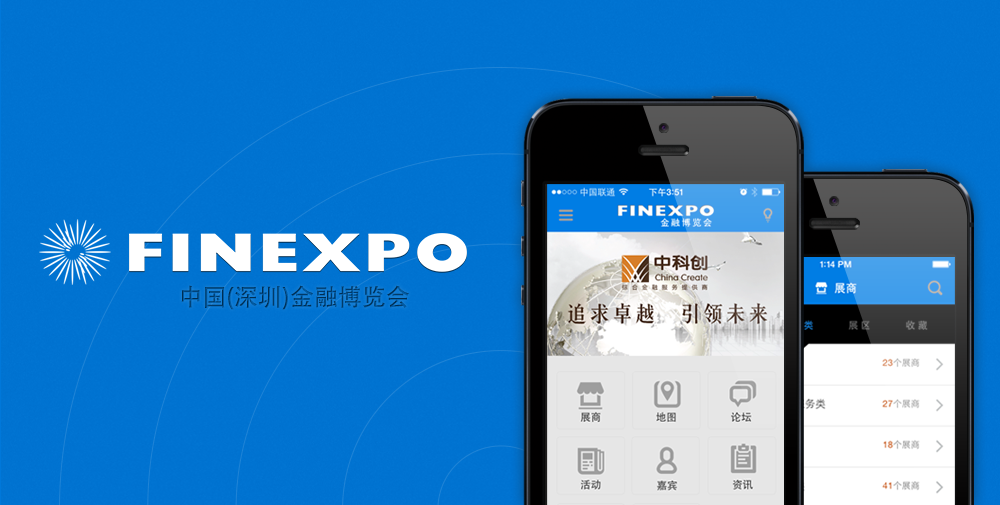 FINEXPO
中国(深圳)金融博览会
中国联通 下午3:51
FINEXPO
金融博览会
中科创
China Create
综合金融服务提供商
追求卓越 引领未来
展商 地图 论坛
活动 嘉宾 资讯
1:14 PM
展商
类 展区 收藏
23个展商
务类 27个展商
18个展商
41个展商